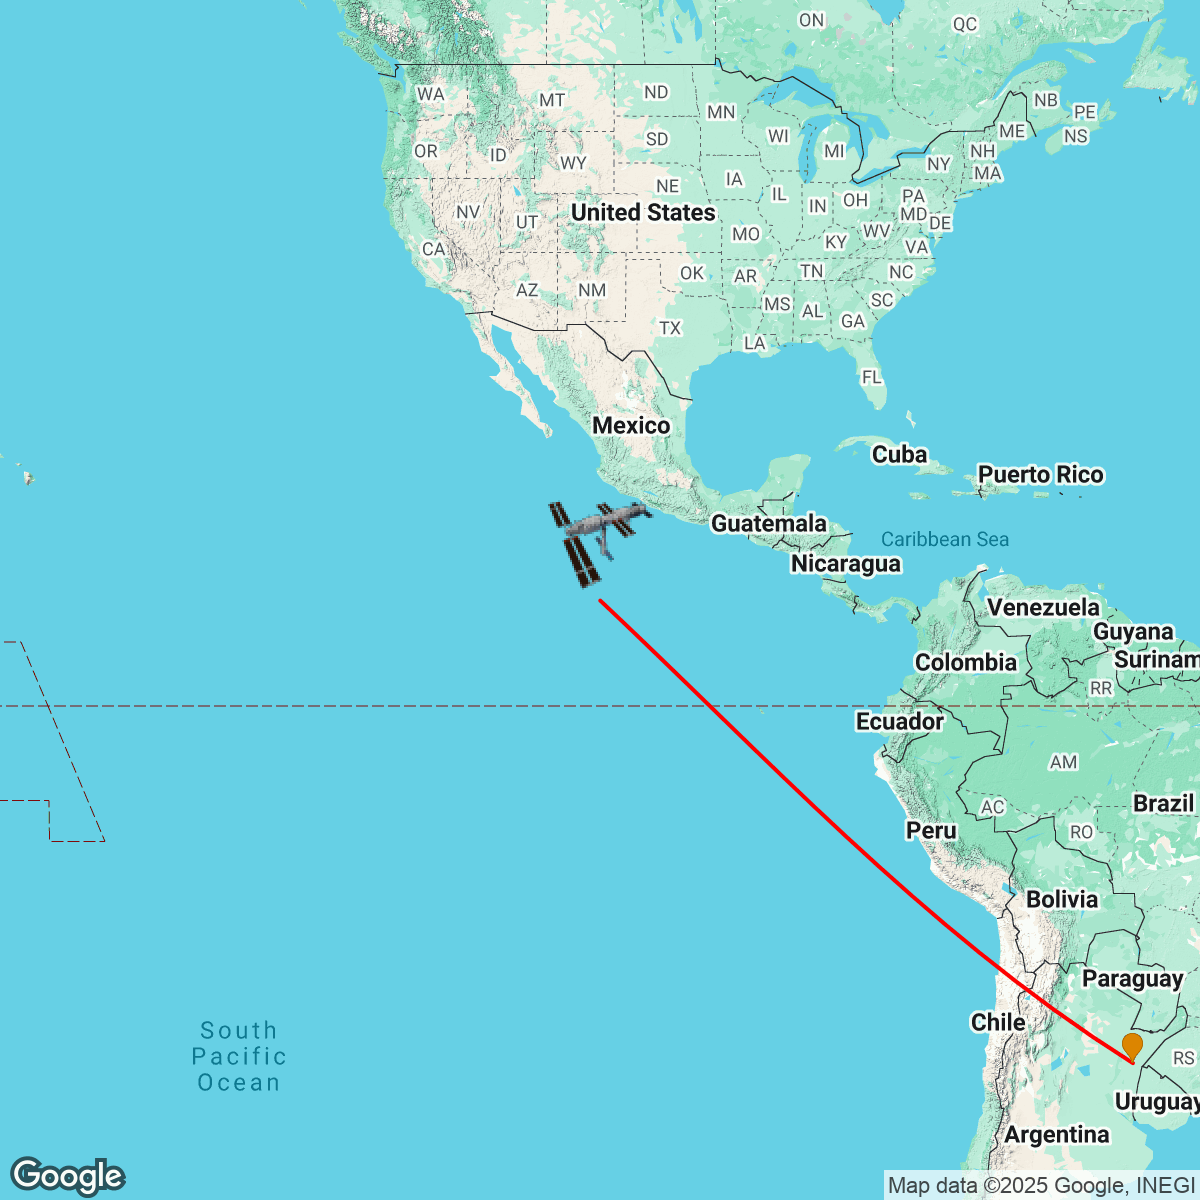 ON
QC
WA
MT
ND
MN
NB
PE
OR
ID
WY
SD
WI
MI
NY
NH
ME
NS
MA
NE
IA
IL
IN
OH
PA
MD
DE
NV
UT
United States
MO
KY
WV
VA
CA
AZ
NM
OK
AR
TN
NC
MS
AL
GA
SC
TX
LA
FL
Mexico
Cuba
Puerto Rico
Guatemala
Caribbean Sea
Nicaragua
Venezuela
Guyana
Surinam
Colombia
RR
Ecuador
AM
AC
Brazil
Peru
RO
Bolivia
Paraguay
Chile
RS
South
Pacific
Ocean
Uruguay
Argentina
Google
Map data ©2025 Google, INEGI